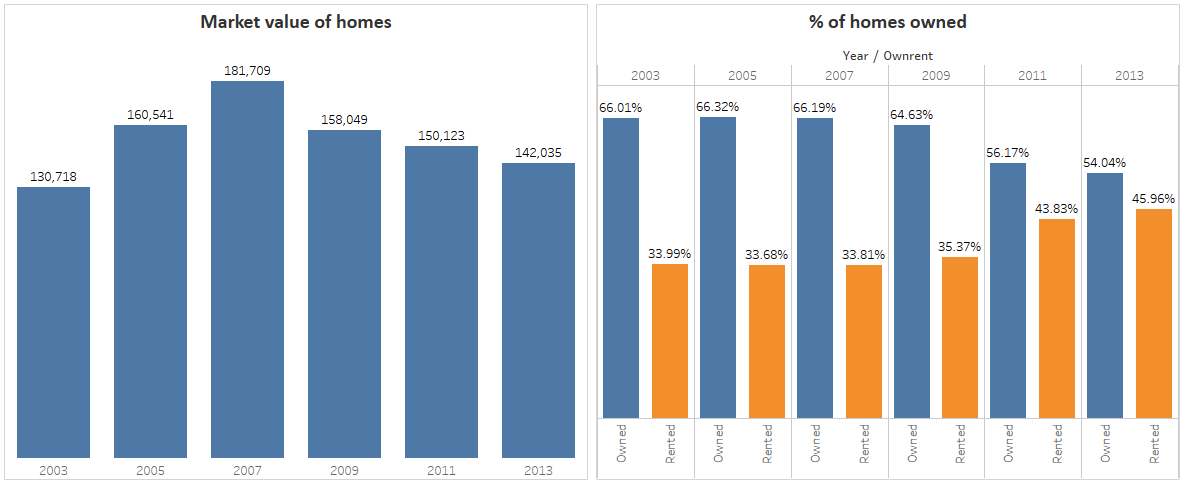 Market value of homes
181,709
160,541
158,049
150,123
142,035
130,718
2003 2005 2007 2009 2011 2013
% of homes owned
Year / Ownrent
2003 2005 2007 2009 2011 2013
66.01% 66.32% 66.19% 64.63%
56.17%
54.04%
43.83% 45.96%
33.99% 33.68% 33.81% 35.37%
Owned Rented Owned Rented Owned Rented Owned Rented Owned Rented Owned Rented